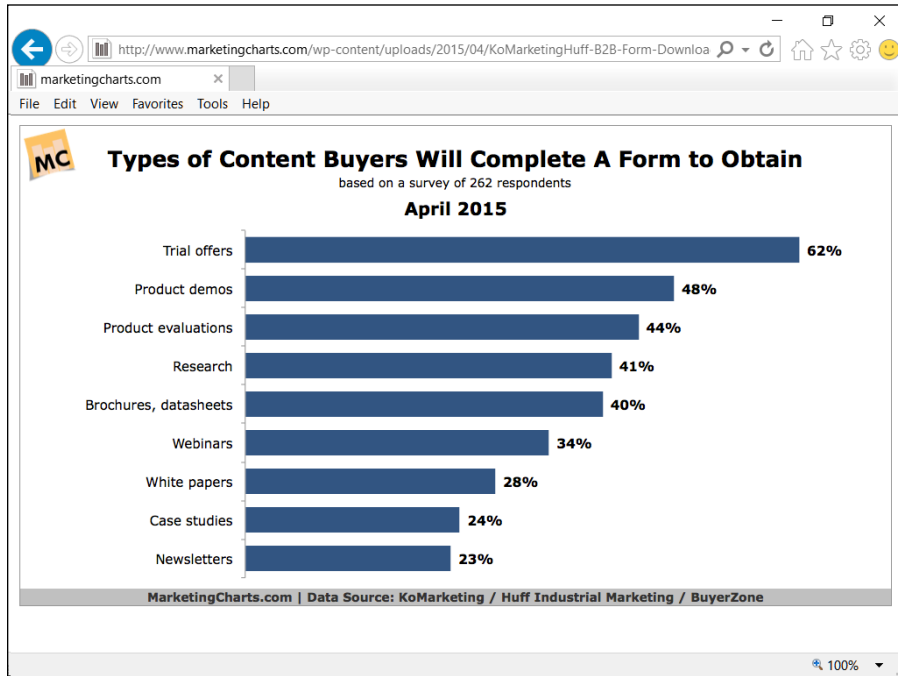 http://www.marketingcharts.com/wp-content/uploads/2015/04/KoMarketingHuff-B2B-Form-Downloa
marketingcharts.com
File Edit View Favorites Tools Help
MC
Types of Content Buyers Will Complete A Form to Obtain
based on a survey of 262 respondents
April 2015
Trial offers 62%
Product demos 48%
Product evaluations 44%
Research 41%
Brochures, datasheets 40%
Webinars 34%
White papers 28%
Case studies 24%
Newsletters 23%
MarketingCharts.com | Data Source: KoMarketing / Huff Industrial Marketing / BuyerZone
100%